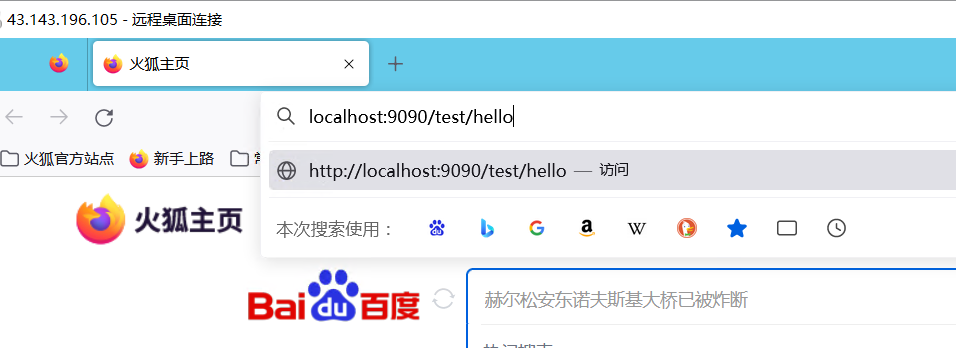 43.143.196.105 - 远程桌面连接
火狐主页
localhost:9090/test/hello
火狐官方站点 新手上路
http://localhost:9090/test/hello — 访问
火狐主页
本次搜索使用：
Bai du 百度
赫尔松安东诺夫斯基大桥已被炸断